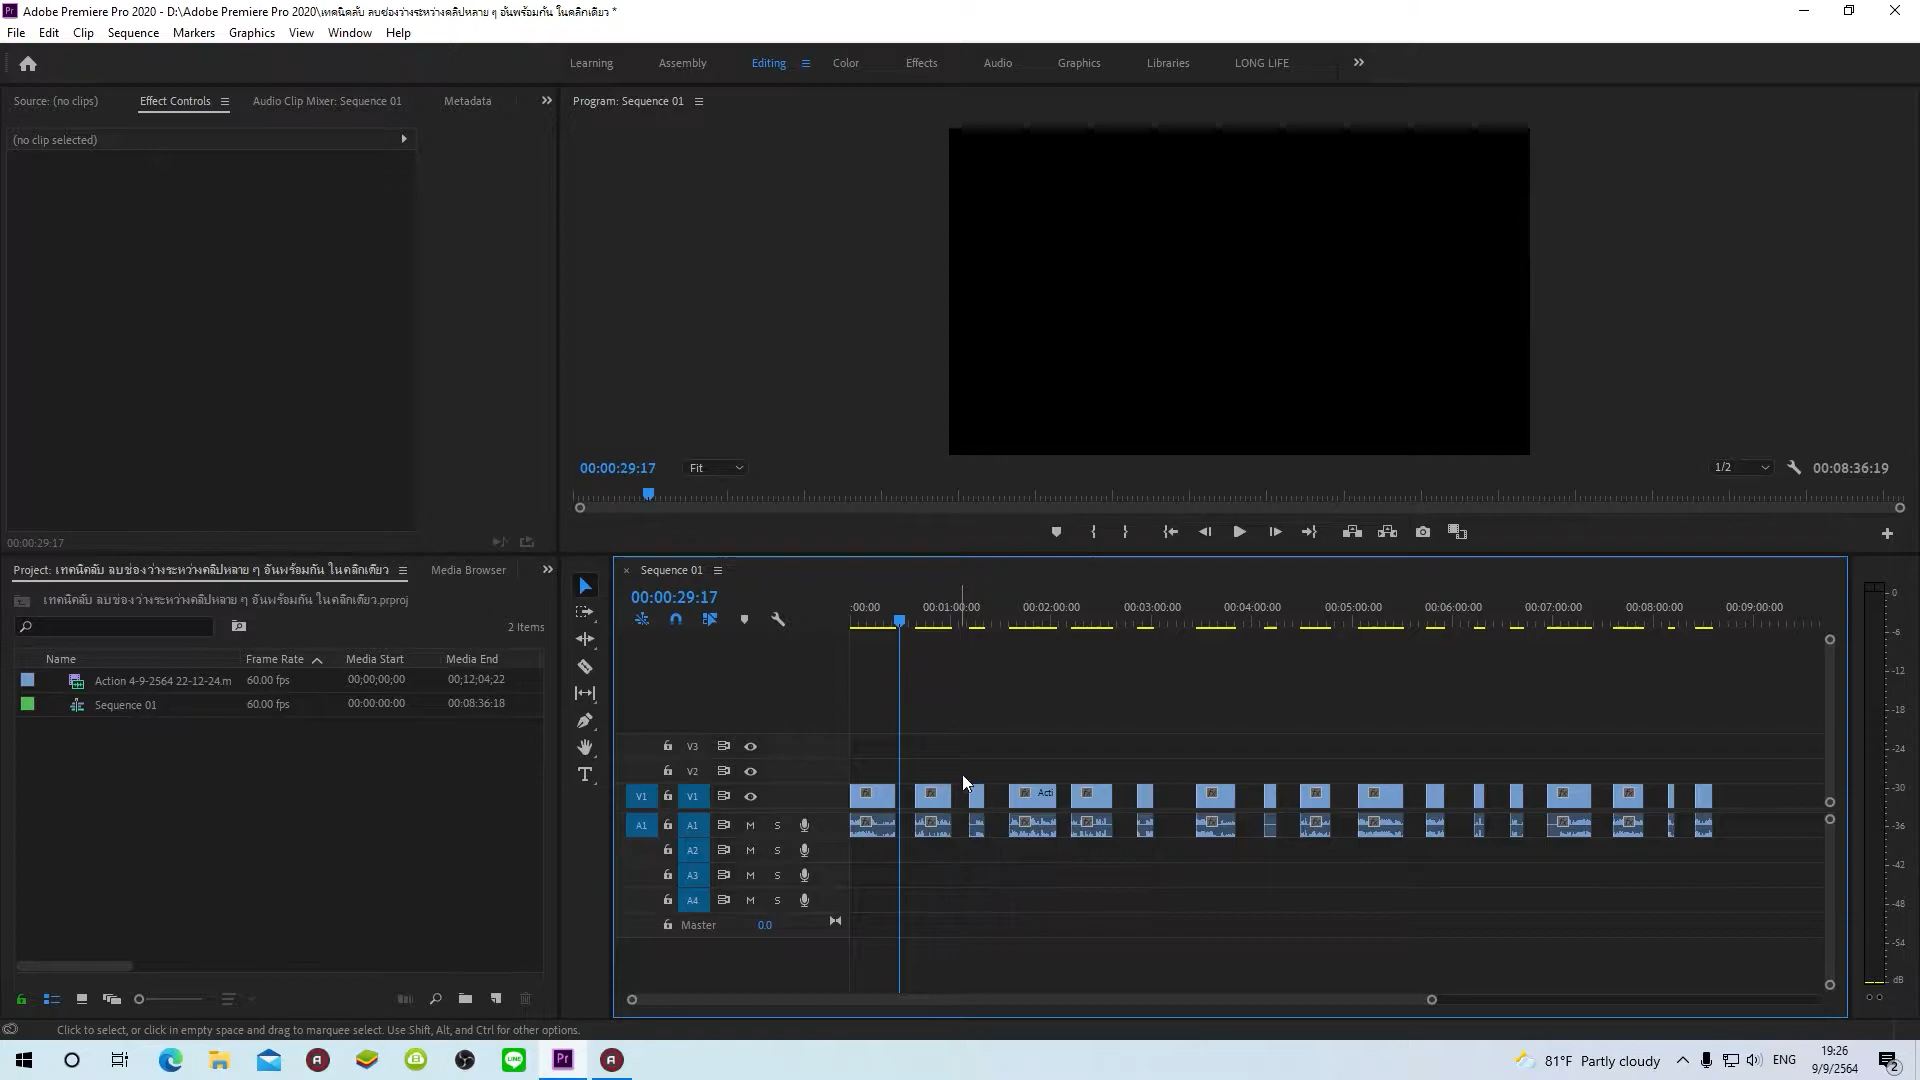 Adobe Premiere Pro 2020 - D:\Adobe Premiere Pro 2020\เทคนิคลับ ลบช่องว่างระหว่างคลิปหลาย ๆ อันพร้อมกัน ในคลิกเดียว *
File Edit Clip Sequence Markers Graphics View Window Help
Learning Assembly Editing Color Effects Audio Graphics Libraries LONG LIFE
Source: (no clips) Effect Controls Audio Clip Mixer: Sequence 01 Metadata
Program: Sequence 01
(no clip selected)
00:00:29:17 Fit 1/2 00:08:36:19
00:00:29:17
Project: เทคนิคลับ ลบช่องว่างระหว่างคลิปหลาย ๆ อันพร้อมกัน ในคลิกเดียว Media Browser
เทคนิคลับ ลบช่องว่างระหว่างคลิปหลาย ๆ อันพร้อมกัน ในคลิกเดียว.prproj
2 Items
Name Frame Rate Media Start Media End
Action 4-9-2564 22-12-24.m 60.00 fps 00;00;00;00 00;12;04;22
Sequence 01 60.00 fps 00:00:00:00 00:08:36:18
Sequence 01
00:00:29:17
:00:00 00:01:00:00 00:02:00:00 00:03:00:00 00:04:00:00 00:05:00:00 00:06:00:00 00:07:00:00 00:08:00:00 00:09:00:00
V3
V2
V1 V1 Acti
A1 A1 M S
A2 M S
A3 M S
A4 M S
Master 0.0
0
-6
-12
-18
-24
-30
-36
-42
-48
-54
dB
Click to select, or click in empty space and drag to marquee select. Use Shift, Alt, and Ctrl for other options.
81°F Partly cloudy ENG
19:26
9/9/2564
2